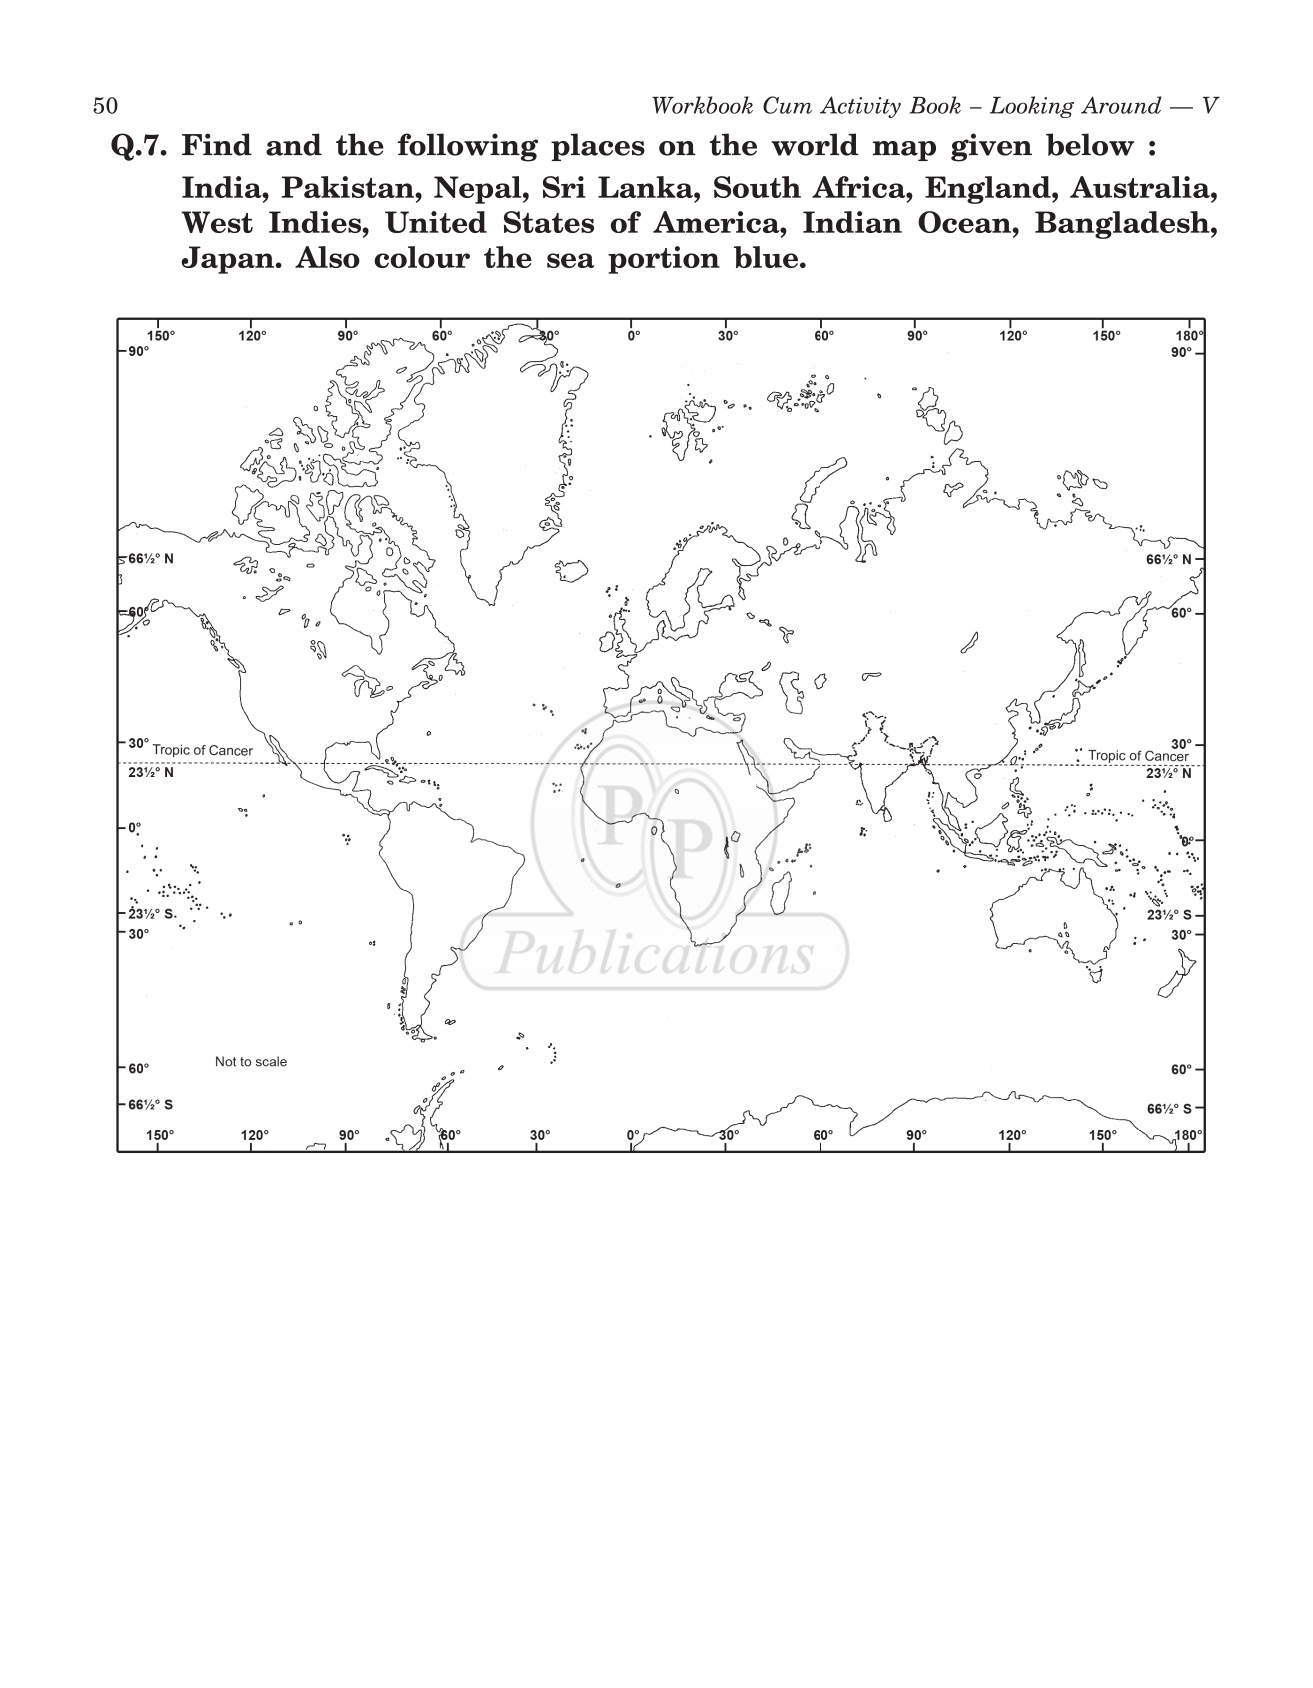 50
Workbook Cum Activity Book – Looking Around — V
Q.7. Find and the following places on the world map given below :
India, Pakistan, Nepal, Sri Lanka, South Africa, England, Australia,
West Indies, United States of America, Indian Ocean, Bangladesh,
Japan. Also colour the sea portion blue.
150° 120° 90° 60° 30° 0° 30° 60° 90° 120° 150° 180°
90° 90°
66½° N 66½° N
60° 60°
30° 30°
Tropic of Cancer Tropic of Cancer
23½° N 23½° N
PP
0° 0°
23½° S. 23½° S
30° 30°
Publications
Not to scale
60° 60°
66½° S 66½° S
150° 120° 90° 60° 30° 0° 30° 60° 90° 120° 150° 180°